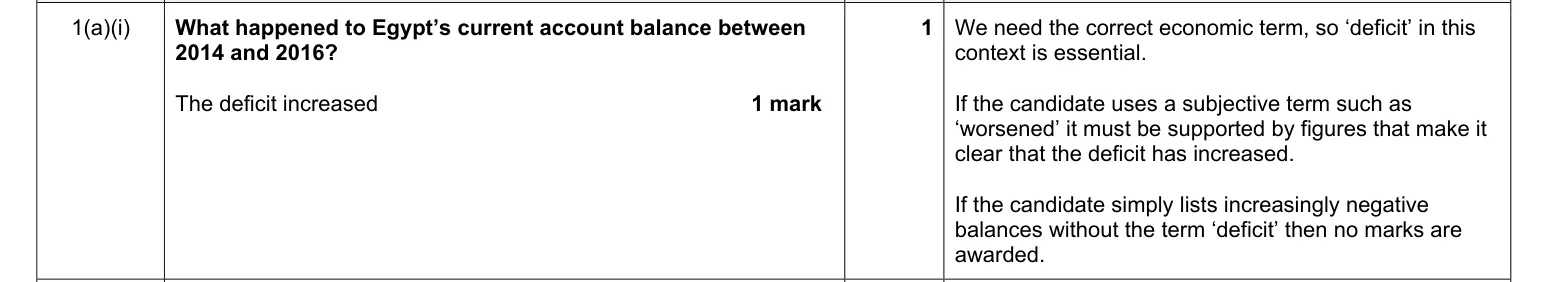 1(a)(i)
What happened to Egypt’s current account balance between
2014 and 2016?
The deficit increased 1 mark
1
We need the correct economic term, so ‘deficit’ in this
context is essential.
If the candidate uses a subjective term such as
‘worsened’ it must be supported by figures that make it
clear that the deficit has increased.
If the candidate simply lists increasingly negative
balances without the term ‘deficit’ then no marks are
awarded.